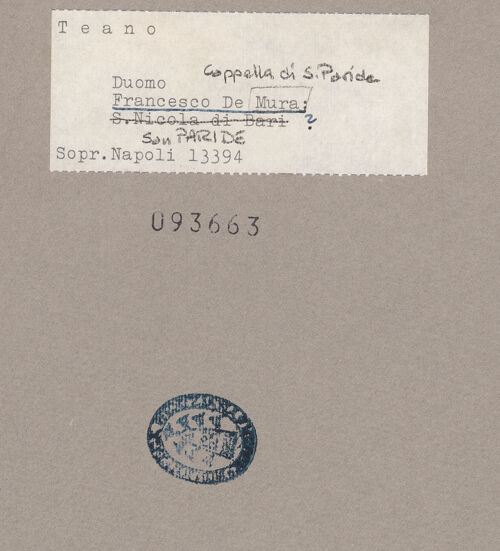 Teano
Cappella di S. Paride
Duomo
Francesco De Mura;
S.Nicola di Bari ?
San PARIDE
Sopr.Napoli 13394
093663